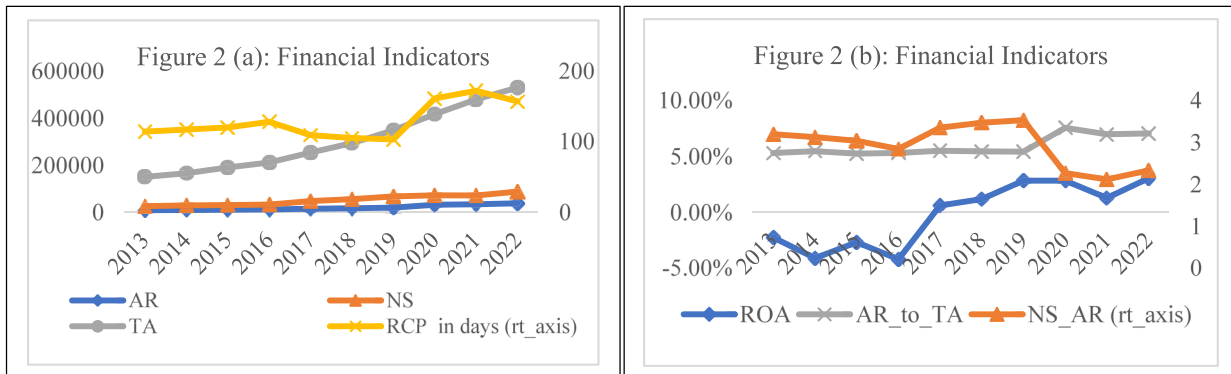 Figure 2 (a): Financial Indicators
600000
400000
200000
0
200
100
0
2013 2014 2015 2016 2017 2018 2019 2020 2021 2022
AR NS
TA RCP in days (rt_axis)
Figure 2 (b): Financial Indicators
10.00%
5.00%
0.00%
-5.00%
4
3
2
1
0
2013 2014 2015 2016 2017 2018 2019 2020 2021 2022
ROA AR_to_TA NS_AR (rt_axis)